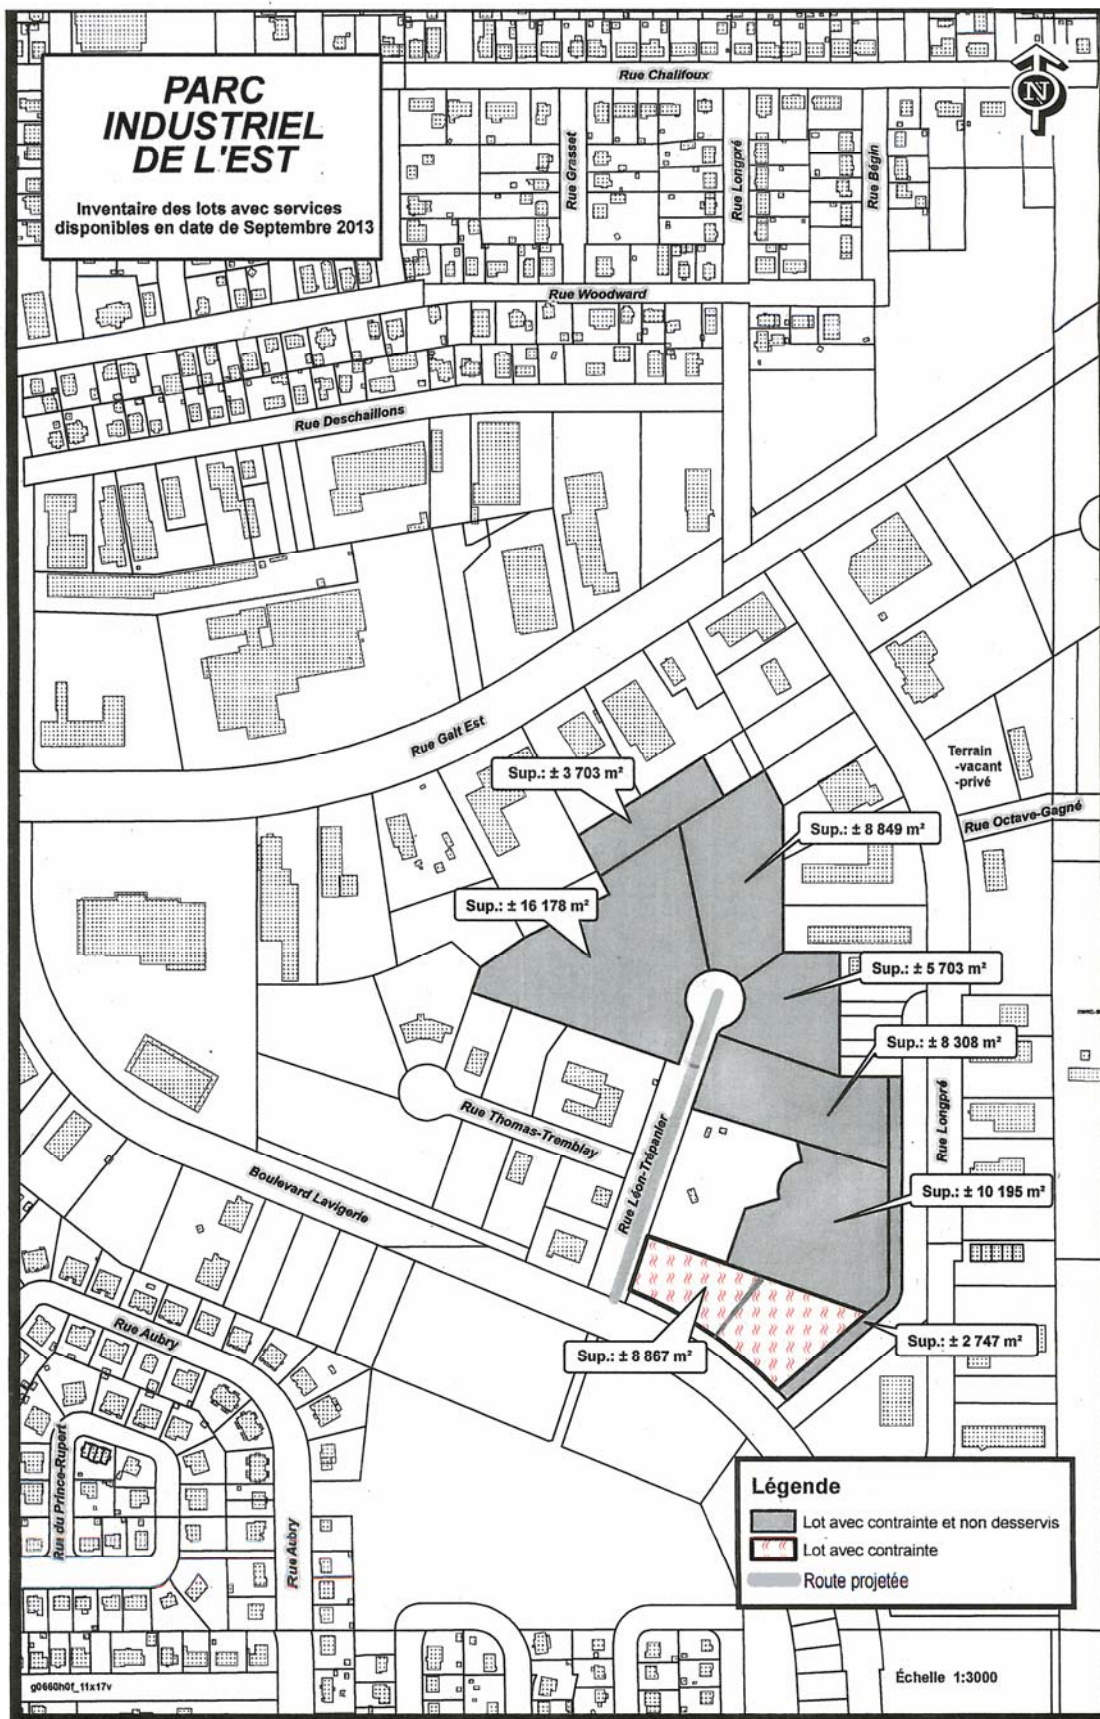 PARC
INDUSTRIEL
DE L'EST
Inventaire des lots avec services
disponibles en date de Septembre 2013
N
Rue Chalifoux
Rue Grasset
Rue Longpré
Rue Bégin
Rue Woodward
Rue Deschaillons
Rue Galt Est
Sup.: ± 3 703 m²
Terrain
-vacant
-privé
Rue Octave-Gagné
Sup.: ± 8 849 m²
Sup.: ± 16 178 m²
Sup.: ± 5 703 m²
Sup.: ± 8 308 m²
Rue Thomas-Tremblay
Rue Léon-Trépanier
Rue Longpré
Boulevard Lavigerie
Sup.: ± 10 195 m²
Rue Aubry
Sup.: ± 8 867 m²
Sup.: ± 2 747 m²
Rue du Prince-Rupert
Rue Aubry
Légende
Lot avec contrainte et non desservis
Lot avec contrainte
Route projetée
g0660h0f_11x17v
Échelle 1:3000